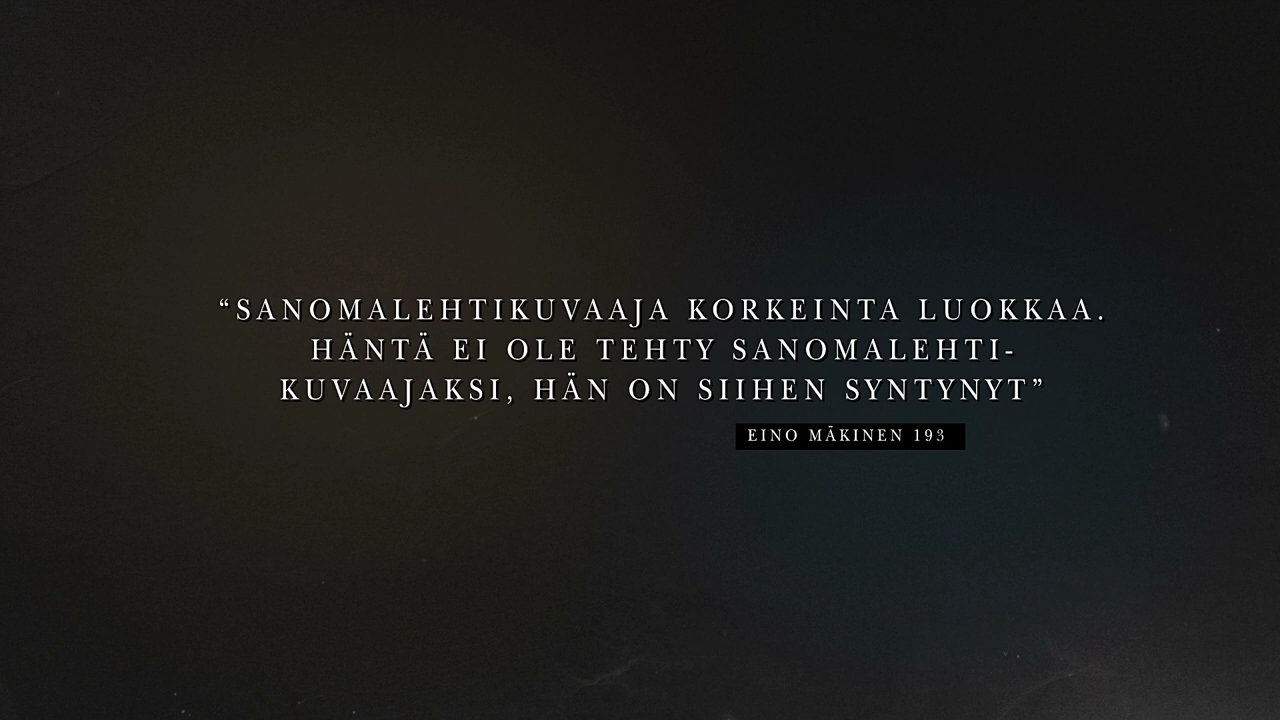 “SANOMALEHTIKUVAAJA KORKEINTA LUOKKAA.
HÄNTÄ EI OLE TEHTY SANOMALEHTI-
KUVAAJAKSI, HÄN ON SIIHEN SYNTYNYT”
EINO MÄKINEN 193